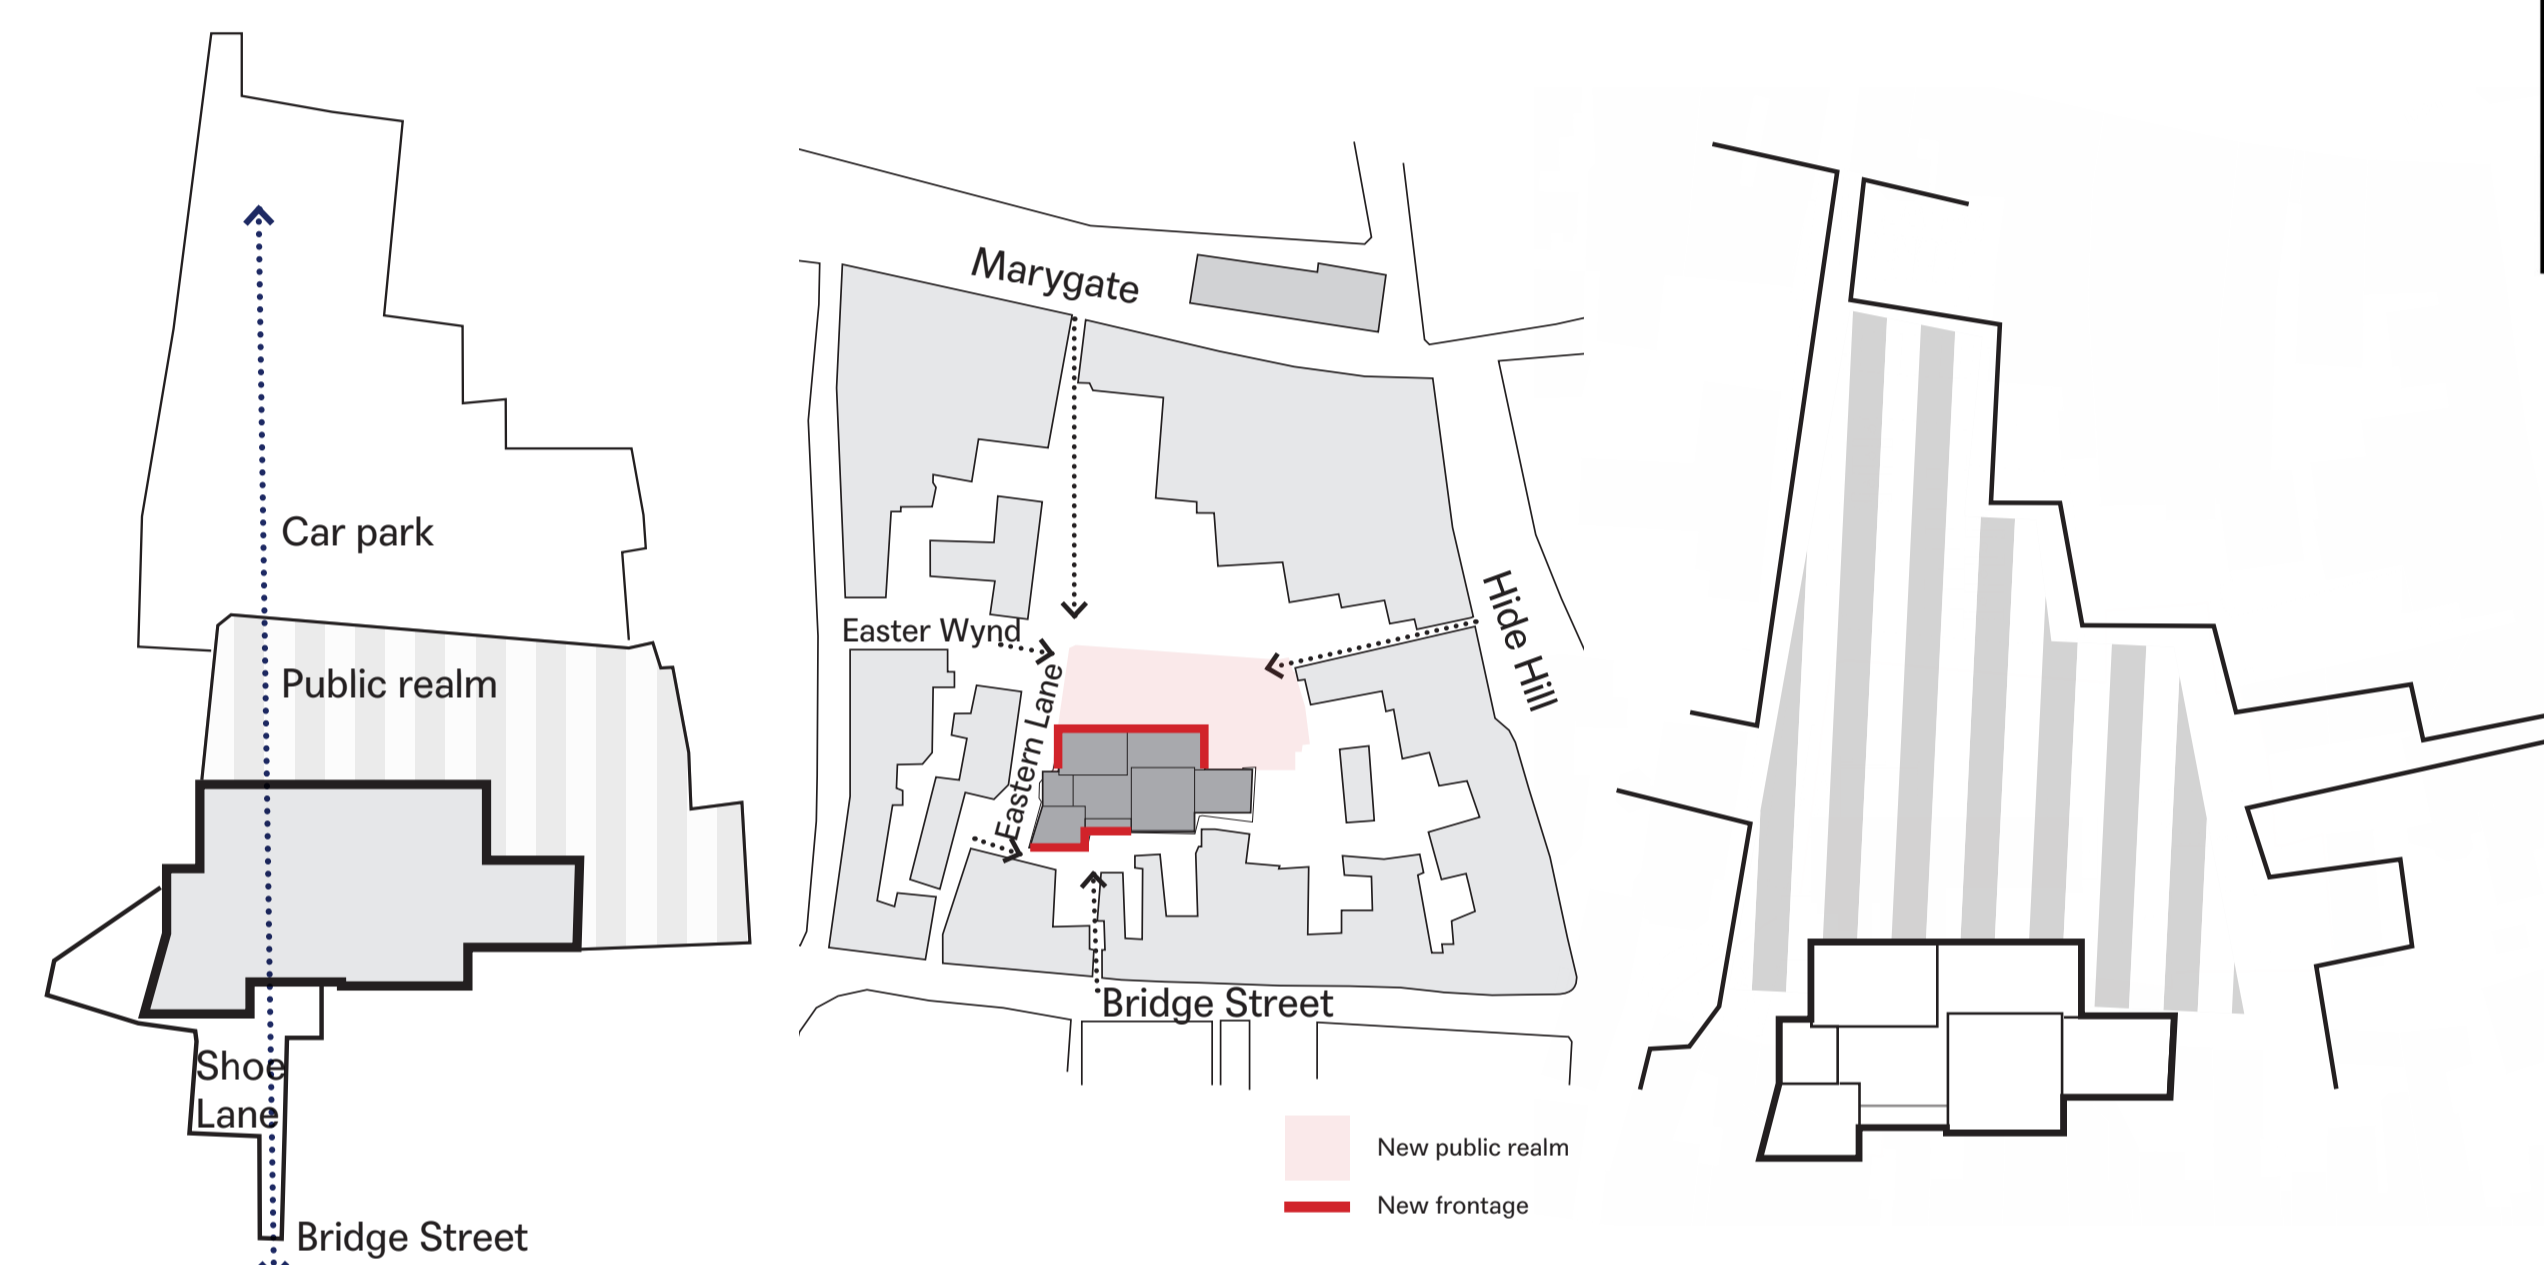 Car park
Public realm
Shoe
Lane
Bridge Street
Marygate
Hide Hill
Easter Wynd
Eastern Lane
Bridge Street
New public realm
New frontage